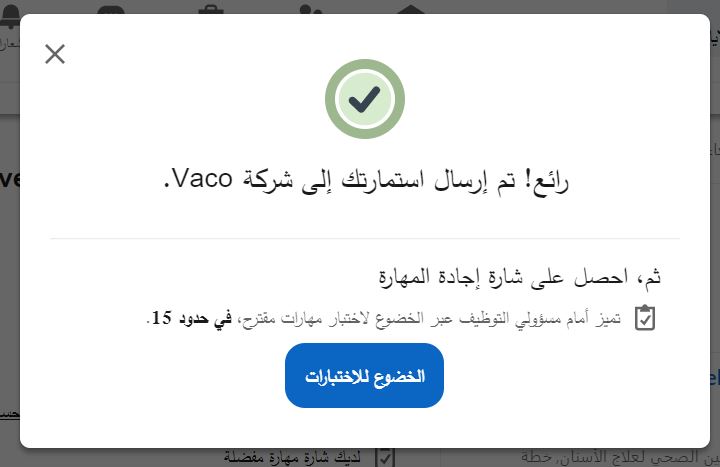 رائع! تم إرسال استمارتك إلى شركة Vaco.
ثم، احصل على شارة إجادة المهارة
تميز أمام مسؤولي التوظيف عبر الخضوع لاختبار مهارات مقترح، في حدود 15.
الخضوع للاختبارات
لديك شارة مهارة مفضلة
ين الصحي لعلاج الأسنان, خطة